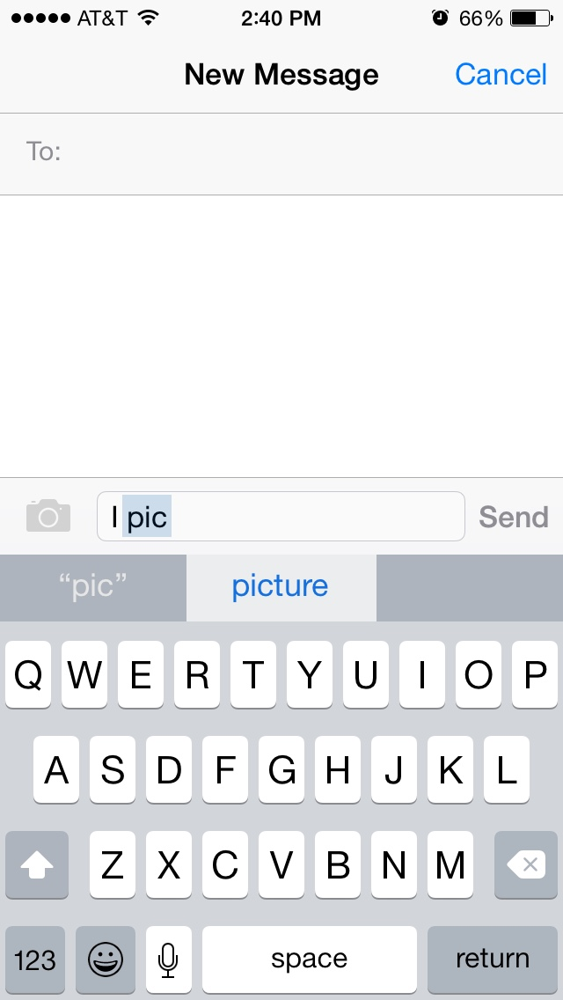 AT&T 2:40 PM 66%
New Message Cancel
To:
I pic Send
“pic” picture
Q W E R T Y U I O P
A S D F G H J K L
Z X C V B N M
123 space return